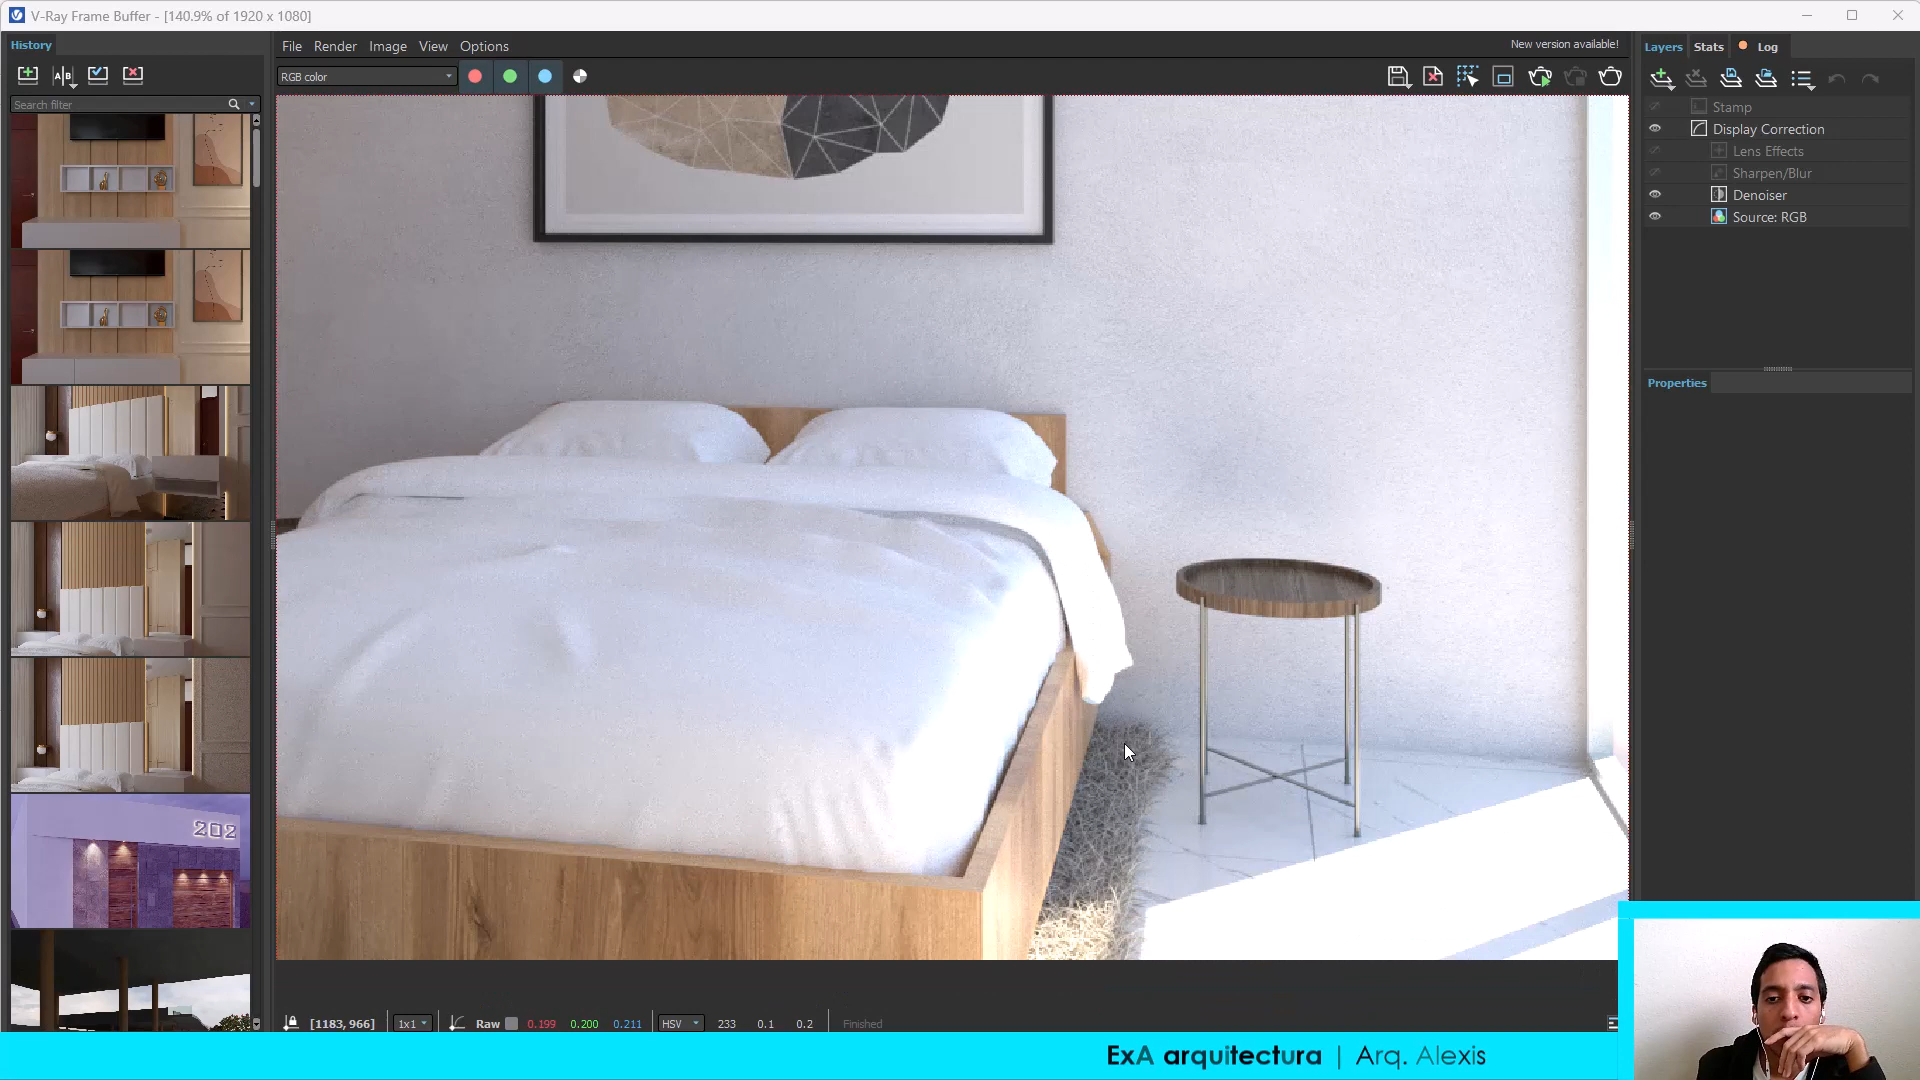 V-Ray Frame Buffer - [140.9% of 1920 x 1080]
History
File Render Image View Options
New version available!
Layers Stats Log
A|B
RGB color
Search filter
Stamp
Display Correction
Lens Effects
Sharpen/Blur
Denoiser
Source: RGB
Properties
202
[1183, 966] 1x1 Raw 0.199 0.200 0.211 HSV 233 0.1 0.2 Finished
ExA arquitectura | Arq. Alexis